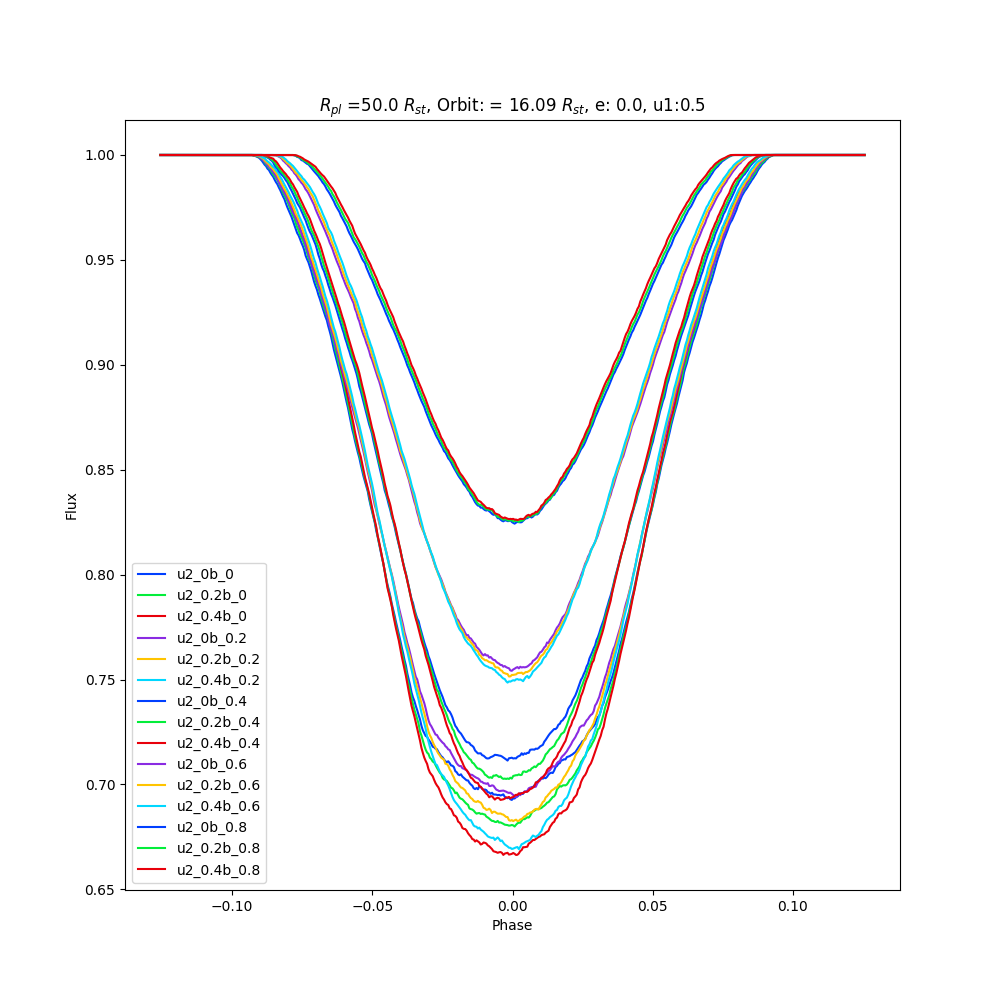 R_pl =50.0 R_st, Orbit: = 16.09 R_st, e: 0.0, u1:0.5
1.00
0.95
0.90
0.85
0.80
0.75
0.70
0.65
Flux
u2_0b_0
u2_0.2b_0
u2_0.4b_0
u2_0b_0.2
u2_0.2b_0.2
u2_0.4b_0.2
u2_0b_0.4
u2_0.2b_0.4
u2_0.4b_0.4
u2_0b_0.6
u2_0.2b_0.6
u2_0.4b_0.6
u2_0b_0.8
u2_0.2b_0.8
u2_0.4b_0.8
−0.10 −0.05 0.00 0.05 0.10
Phase